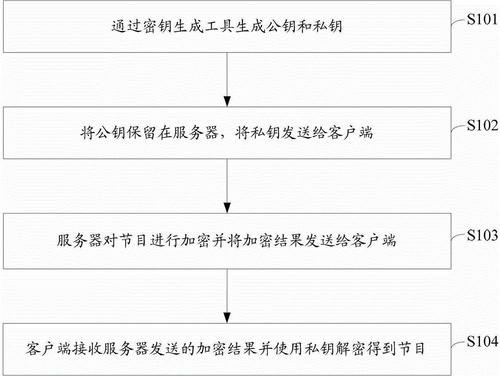 通过密钥生成工具生成公钥和私钥
S101
将公钥保留在服务器，将私钥发送给客户端
S102
服务器对节目进行加密并将加密结果发送给客户端
S103
客户端接收服务器发送的加密结果并使用私钥解密得到节目
S104